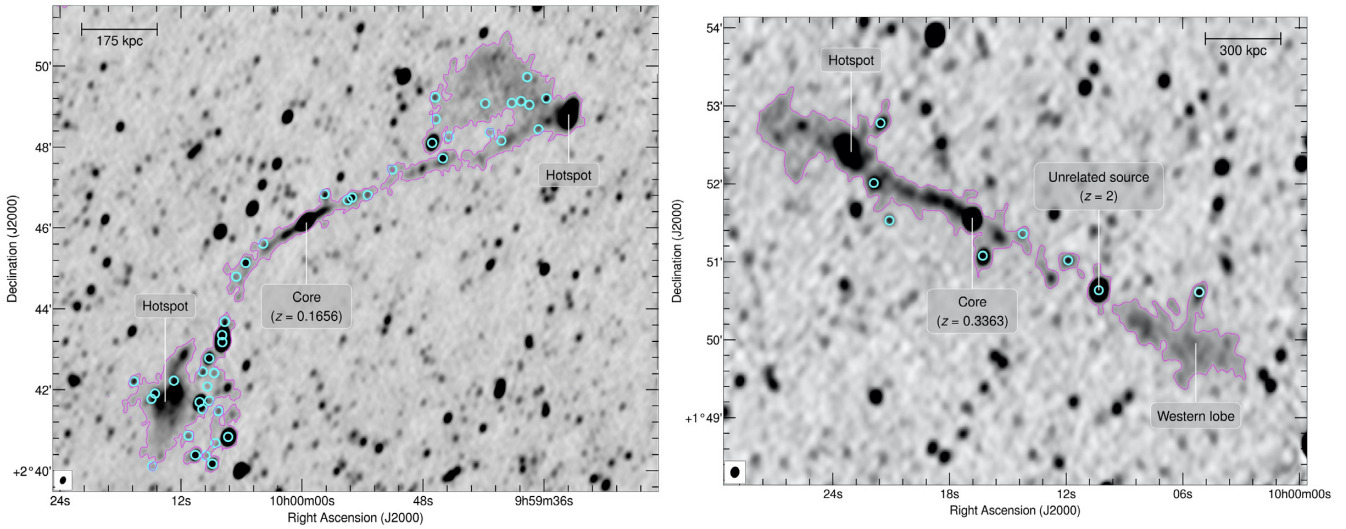 175 kpc
50′
48′
46′
44′
42′
+2°40′
Declination (J2000)
Hotspot
Core
(z = 0.1656)
Hotspot
24s
12s
10h00m00s
48s
9h59m36s
Right Ascension (J2000)
300 kpc
54′
53′
52′
51′
50′
+1°49′
Declination (J2000)
Hotspot
Unrelated source
(z = 2)
Core
(z = 0.3363)
Western lobe
24s
18s
12s
06s
10h00m00s
Right Ascension (J2000)